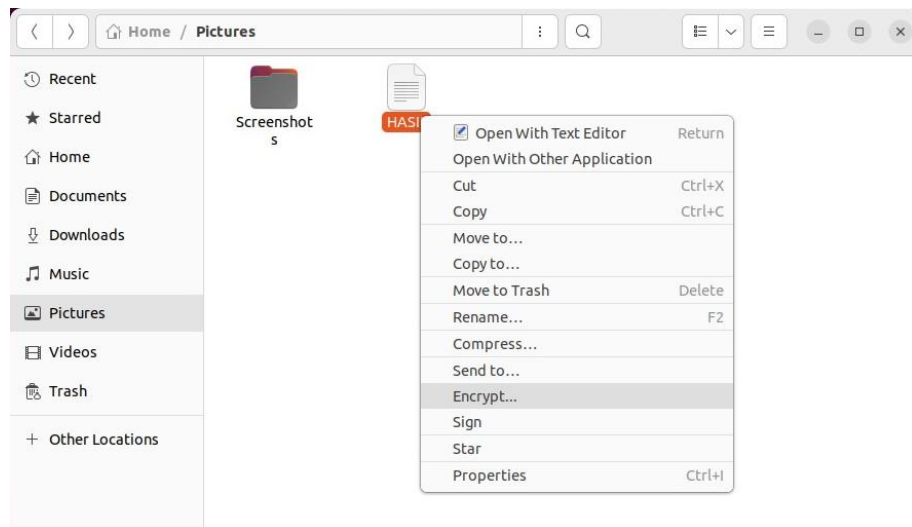 Home / Pictures
Recent
Starred
Home
Documents
Downloads
Music
Pictures
Videos
Trash
+ Other Locations
Screenshot
s
Open With Text Editor Return
Open With Other Application
Cut Ctrl+X
Copy Ctrl+C
Move to...
Copy to...
Move to Trash Delete
Rename... F2
Compress...
Send to...
Encrypt...
Sign
Star
Properties Ctrl+I